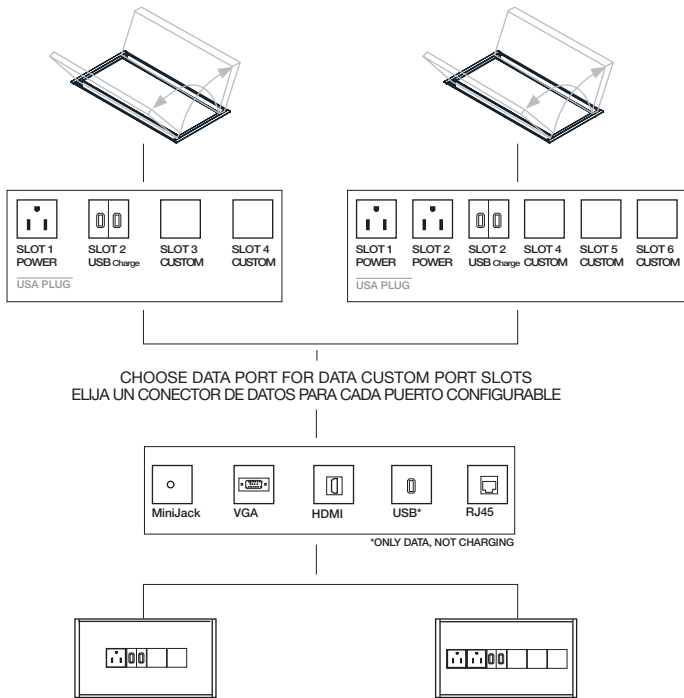 SLOT 1 SLOT 2 SLOT 3 SLOT 4
POWER USB Charge CUSTOM CUSTOM
USA PLUG
SLOT 1 SLOT 2 SLOT 2 SLOT 4 SLOT 5 SLOT 6
POWER POWER USB Charge CUSTOM CUSTOM CUSTOM
USA PLUG
CHOOSE DATA PORT FOR DATA CUSTOM PORT SLOTS
ELIJA UN CONECTOR DE DATOS PARA CADA PUERTO CONFIGURABLE
MiniJack VGA HDMI USB* RJ45
*ONLY DATA, NOT CHARGING